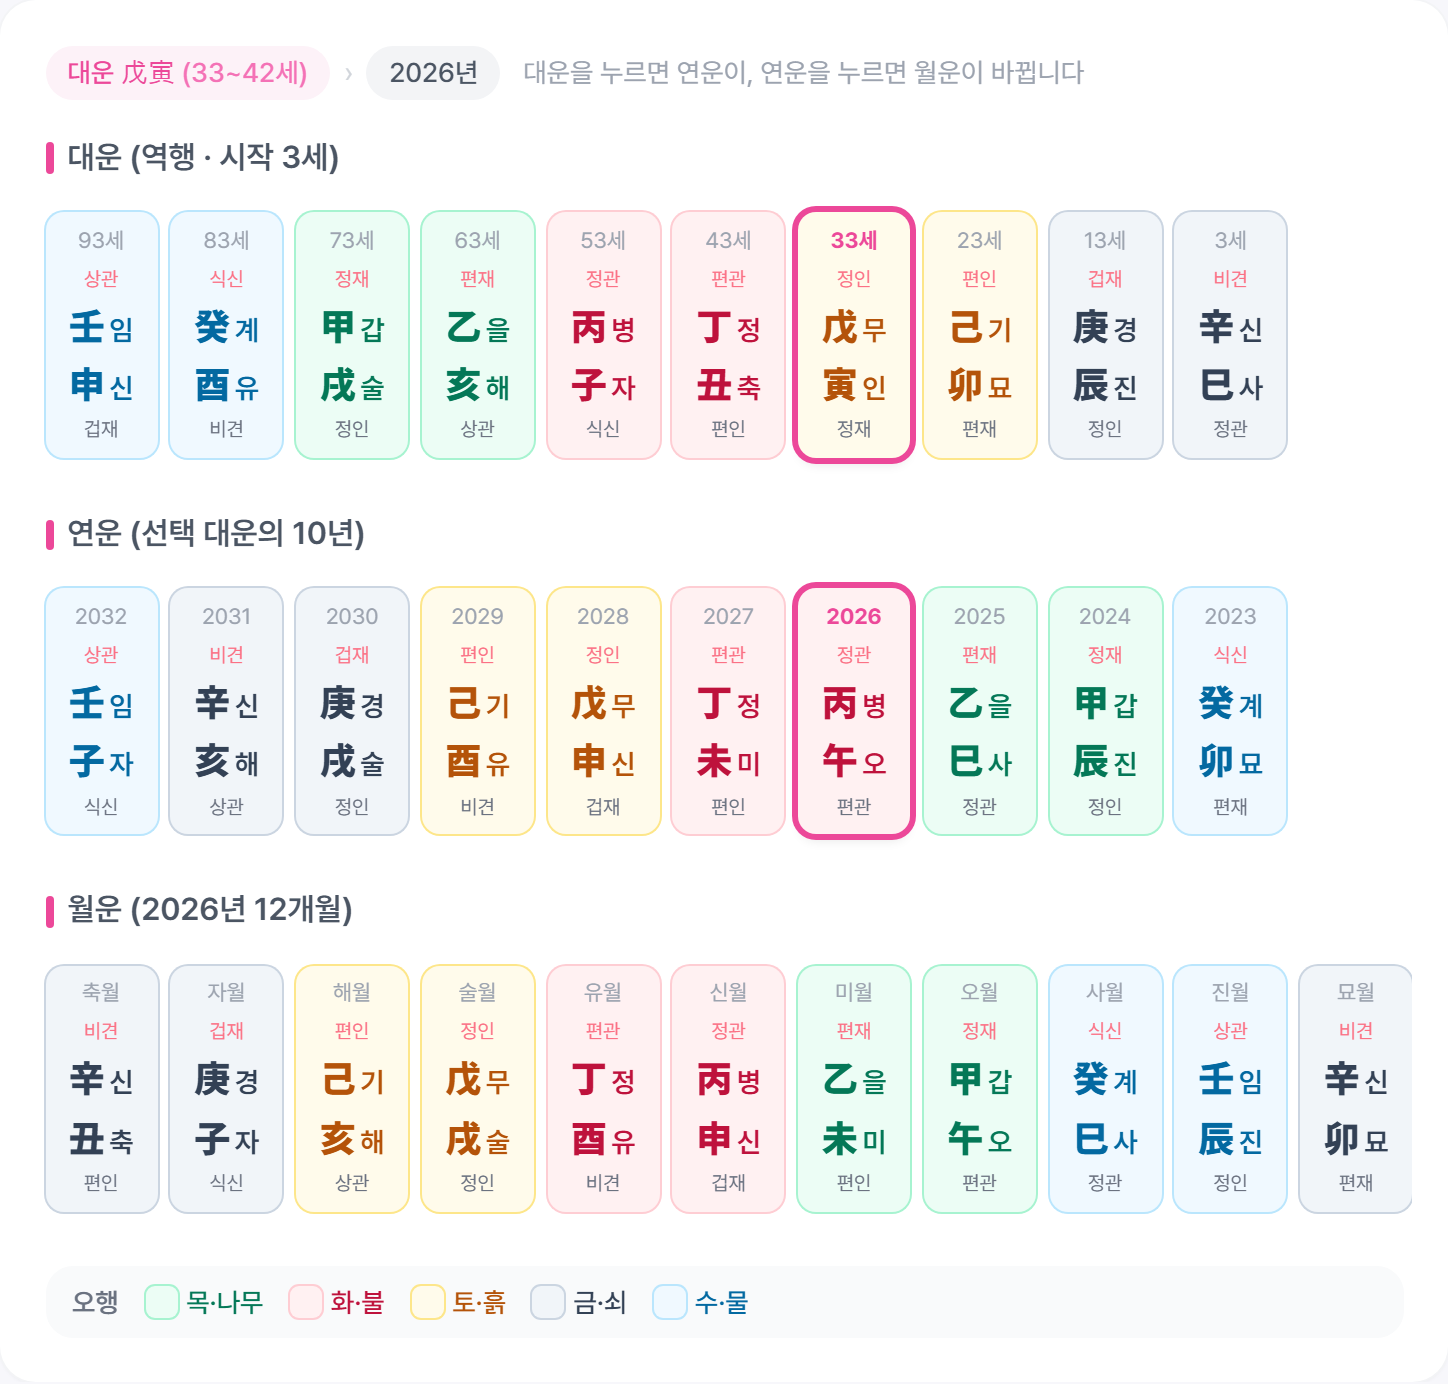 대운 戊寅 (33~42세) › 2026년 대운을 누르면 연운이, 연운을 누르면 월운이 바뀝니다
대운 (역행 · 시작 3세)
93세 83세 73세 63세 53세 43세 33세 23세 13세 3세
상관 식신 정재 편재 정관 편관 정인 편인 겁재 비견
壬 임 癸 계 甲 갑 乙 을 丙 병 丁 정 戊 무 己 기 庚 경 辛 신
申 신 酉 유 戌 술 亥 해 子 자 丑 축 寅 인 卯 묘 辰 진 巳 사
겁재 비견 정인 상관 식신 편인 정재 편재 정인 정관
연운 (선택 대운의 10년)
2032 2031 2030 2029 2028 2027 2026 2025 2024 2023
상관 비견 겁재 편인 정인 편관 정관 편재 정재 식신
壬 임 辛 신 庚 경 己 기 戊 무 丁 정 丙 병 乙 을 甲 갑 癸 계
子 자 亥 해 戌 술 酉 유 申 신 未 미 午 오 巳 사 辰 진 卯 묘
식신 상관 정인 비견 겁재 편인 편관 정관 정인 편재
월운 (2026년 12개월)
축월 자월 해월 술월 유월 신월 미월 오월 사월 진월 묘월
비견 겁재 편인 정인 편관 정관 편재 정재 식신 상관 비견
辛 신 庚 경 己 기 戊 무 丁 정 丙 병 乙 을 甲 갑 癸 계 壬 임 辛 신
丑 축 子 자 亥 해 戌 술 酉 유 申 신 未 미 午 오 巳 사 辰 진 卯 묘
편인 식신 상관 정인 비견 겁재 편인 편관 정관 정인 편재
오행 목·나무 화·불 토·흙 금·쇠 수·물